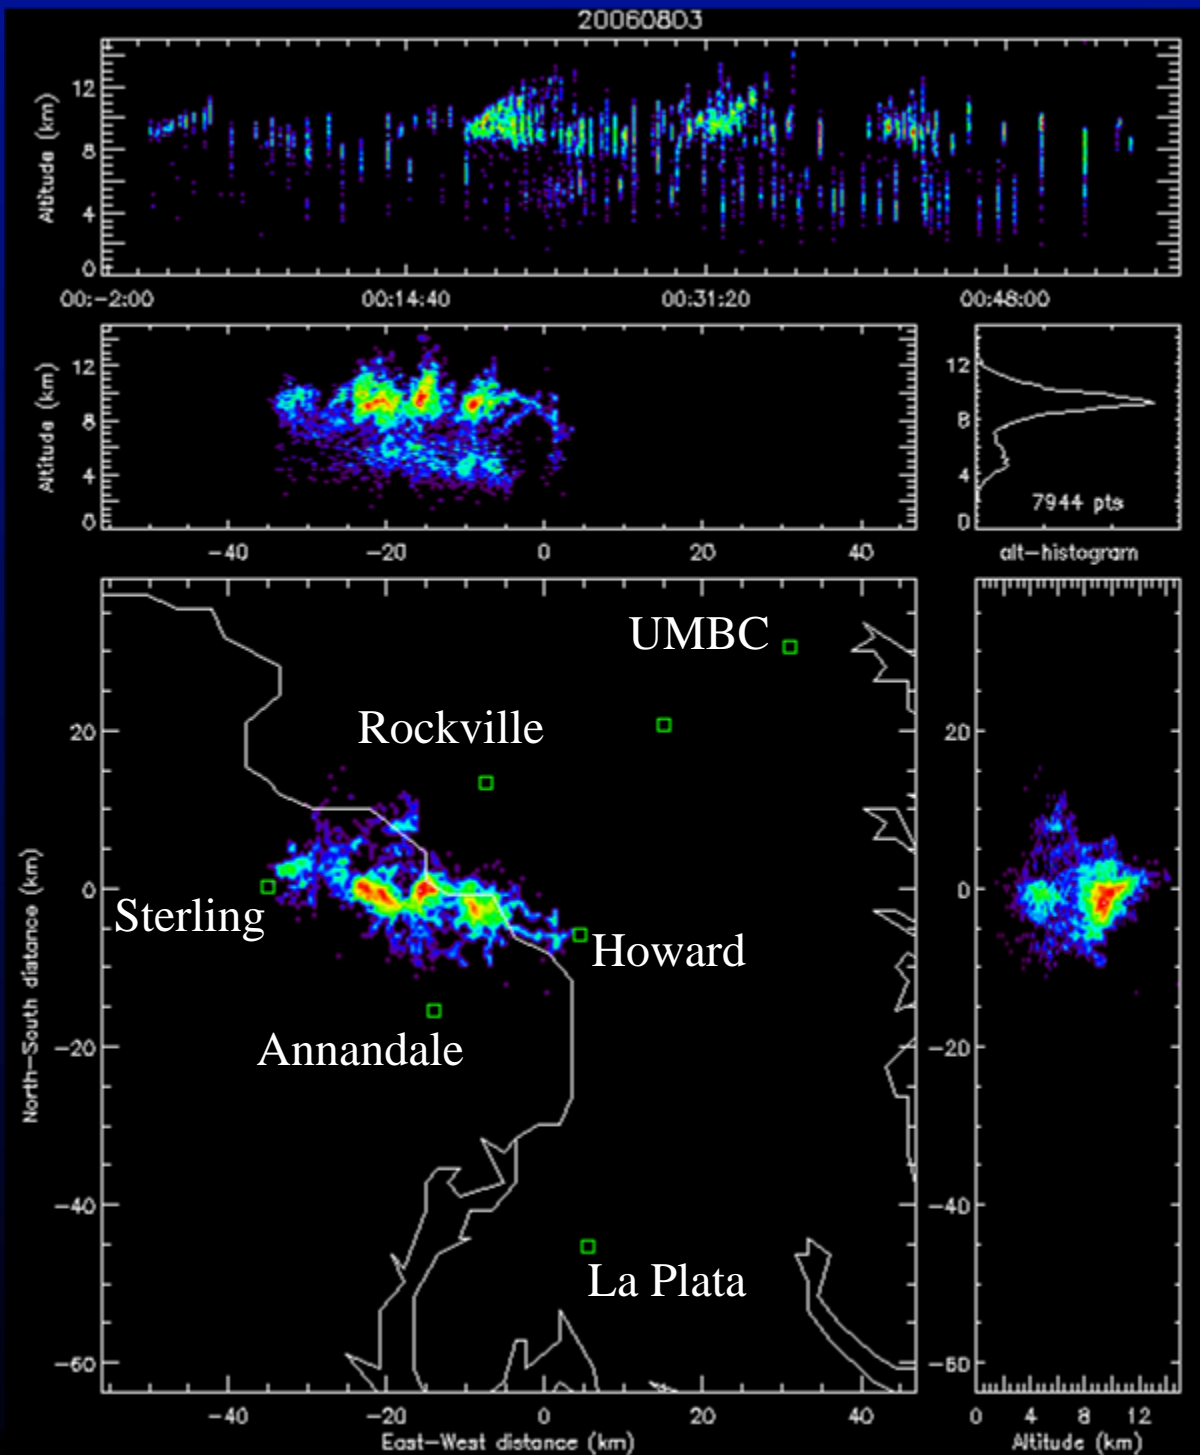 20060803
Altitude (km)
12
8
4
0
00:-2:00 00:14:40 00:31:20 00:48:00
Altitude (km)
12
8
4
0
-40 -20 0 20 40
12
8
4
0
7944 pts
alt-histogram
North-South distance (km)
20
0
-20
-40
-60
UMBC
Rockville
Sterling
Howard
Annandale
La Plata
-40 -20 0 20 40
East-West distance (km)
20
0
-20
-40
-60
0 4 8 12
Altitude (km)